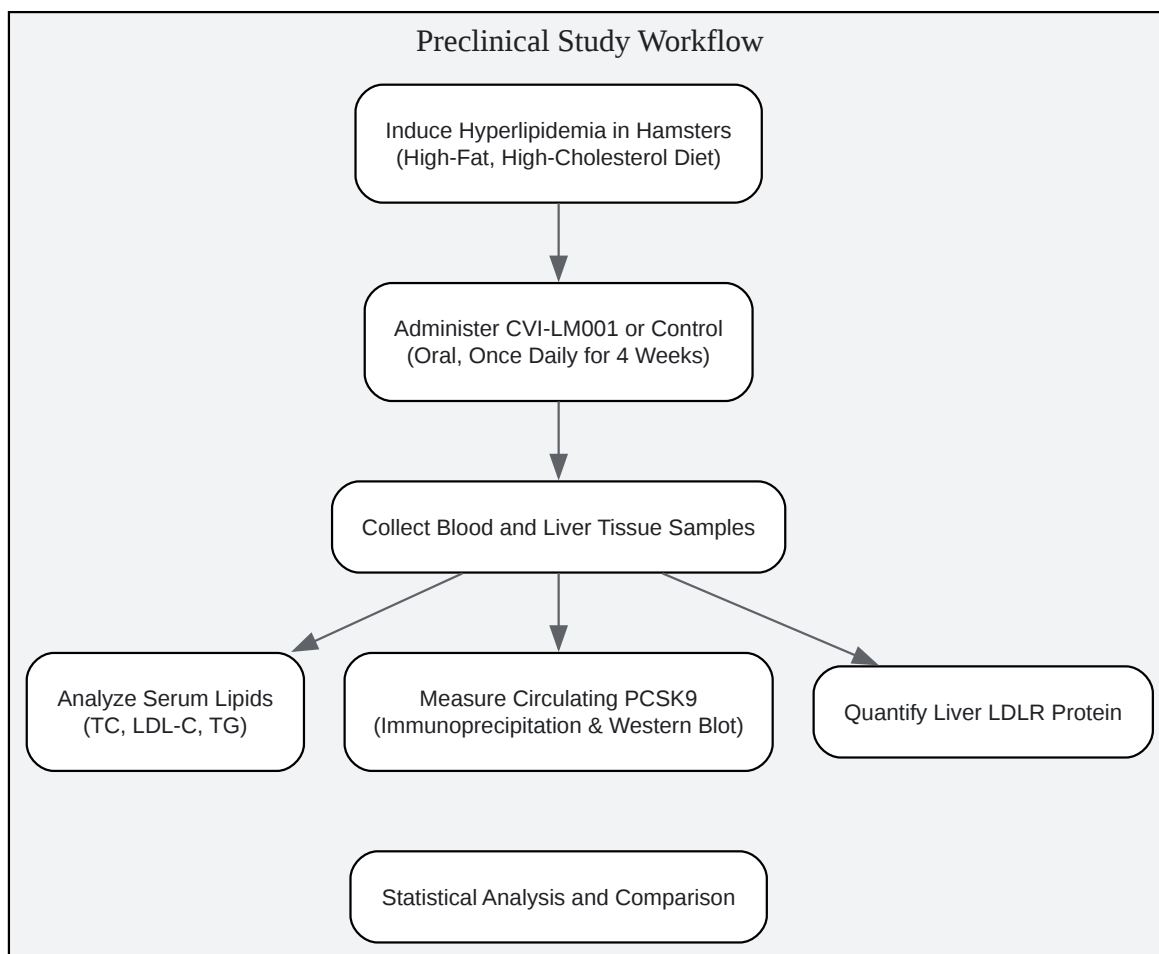 Preclinical Study Workflow
Induce Hyperlipidemia in Hamsters
(High-Fat, High-Cholesterol Diet)
Administer CVI-LM001 or Control
(Oral, Once Daily for 4 Weeks)
Collect Blood and Liver Tissue Samples
Analyze Serum Lipids
(TC, LDL-C, TG)
Measure Circulating PCSK9
(Immunoprecipitation & Western Blot)
Quantify Liver LDLR Protein
Statistical Analysis and Comparison